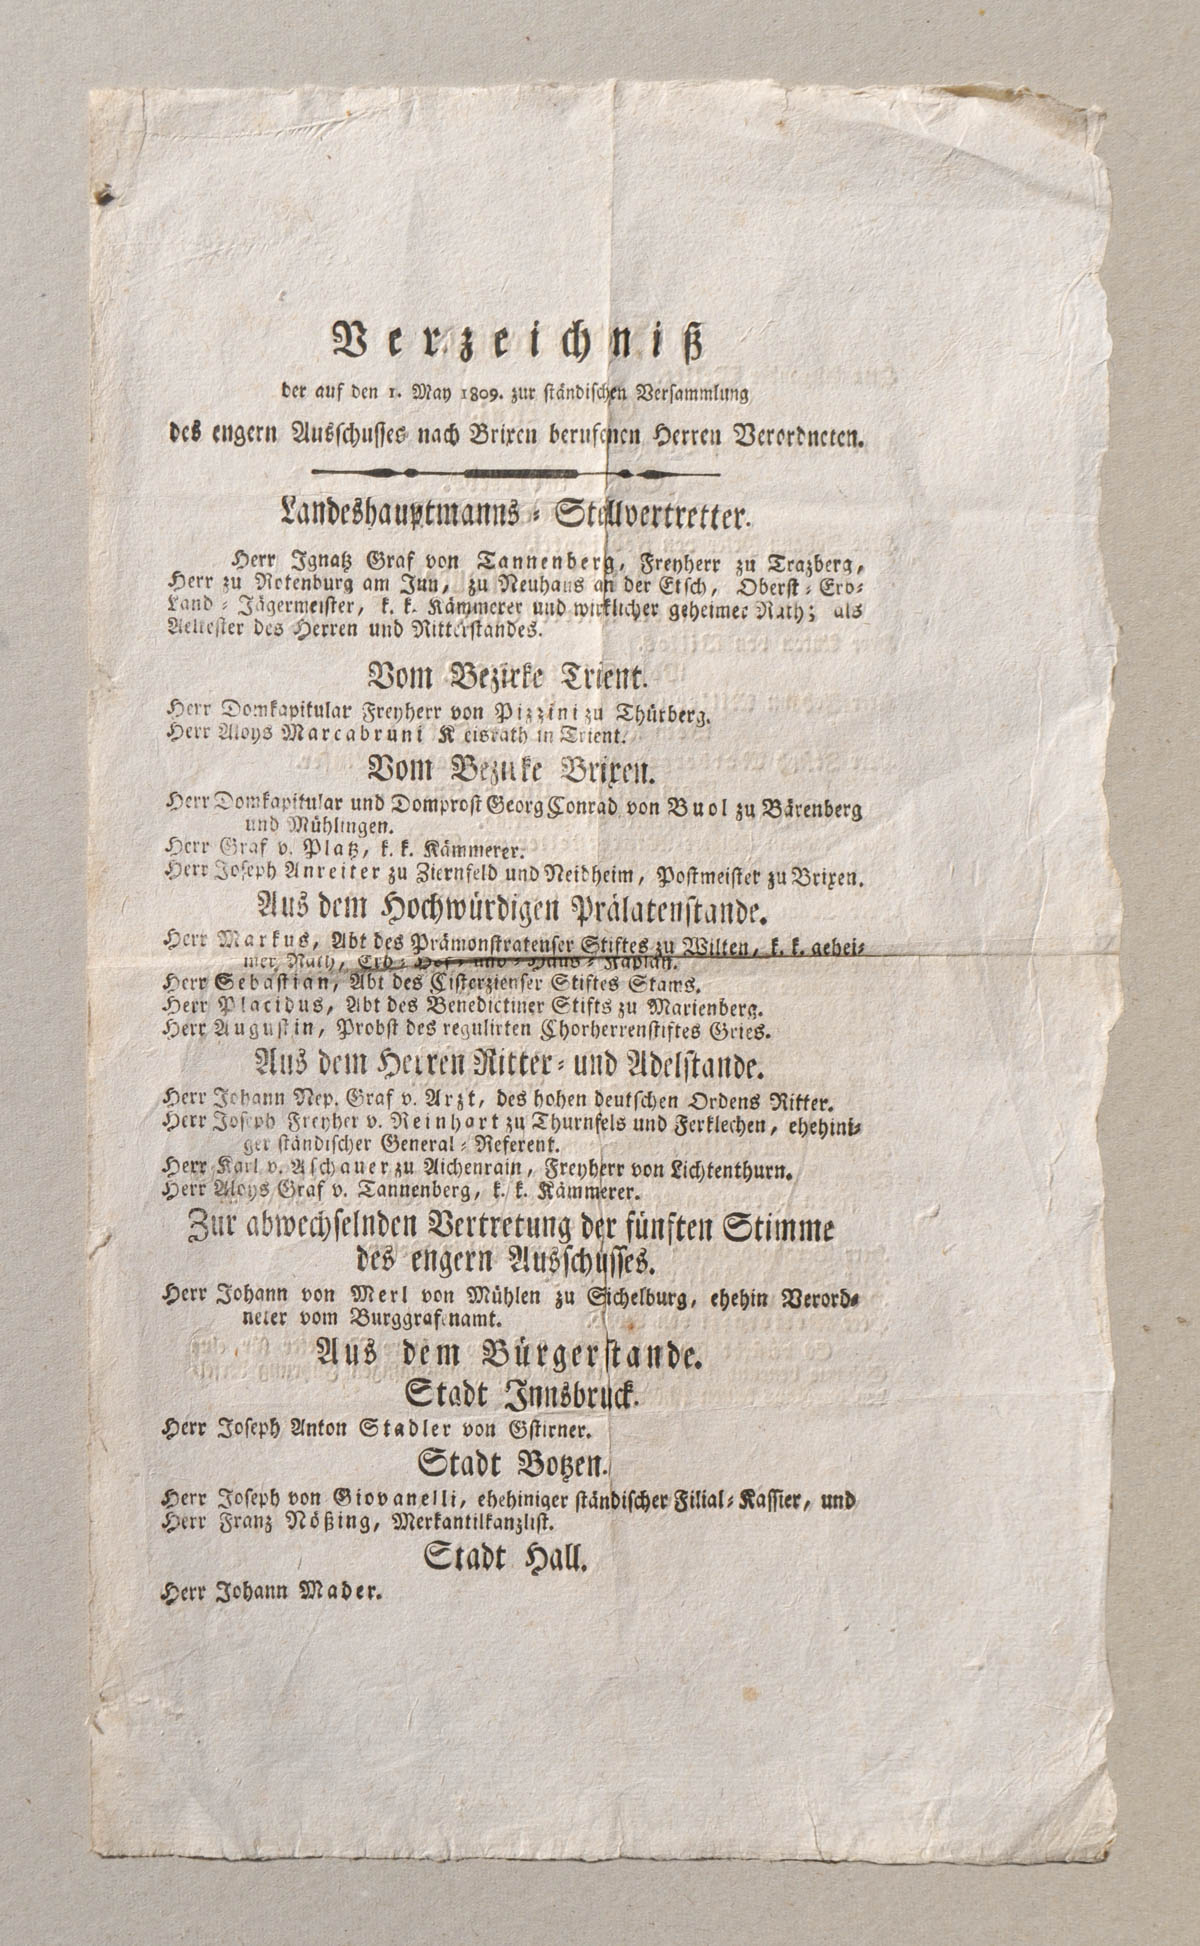 Verzeichniß
der auf den 1. May 1809. zur ständischen Versammlung
des engern Ausschusses nach Brixen berufenen Herren Verordneten.
Landeshauptmanns - Stellvertretter.
Herr Ignatz Graf von Tannenberg, Freyherr zu Trazberg,
Herr zu Rotenburg am Inn, zu Neuhaus an der Etsch, Oberst - Erb-
Land - Jägermeister, k. k. Kämmerer und wirklicher geheimer Rath; als
Aeltester des Herren und Ritterstandes.
Vom Bezirke Trient.
Herr Domkapitular Freyherr von Pizzini zu Thürberg.
Herr Aloys Marcabruni K eisrath in Trient.
Vom Bezirke Brixen.
Herr Domkapitular und Domprost Georg Conrad von Buol zu Bärenberg
und Mühlingen.
Herr Graf v. Platz, k. k. Kämmerer.
Herr Joseph Anreiter zu Ziernfeld und Neidheim, Postmeister zu Brixen.
Aus dem Hochwürdigen Prälatenstande.
Herr Markus, Abt des Prämonstratenser Stiftes zu Wilten, k. k. gehei-
mer Rath, Erb- Hof- und - Haus - Kaplan.
Herr Sebastian, Abt des Cisterzienser Stiftes Stams.
Herr Placidus, Abt des Benedictiner Stifts zu Marienberg.
Herr Augustin, Probst des regulirten Chorherrenstiftes Gries.
Aus dem Herren Ritter- und Adelstande.
Herr Johann Nep. Graf v. Arzt, des hohen deutschen Ordens Ritter.
Herr Joseph Freyher v. Reinhart zu Thurnfels und Ferklechen, ehehini-
ger ständischer General - Referent.
Herr Karl v. Aschauer zu Aichenrain, Freyherr von Lichtenthurn.
Herr Aloys Graf v. Tannenberg, k. k. Kämmerer.
Zur abwechselnden Vertretung der fünften Stimme
des engern Ausschusses.
Herr Johann von Merl von Mühlen zu Sichelburg, ehehin Verord-
neter vom Burggrafenamt.
Aus dem Bürgerstande.
Stadt Innsbruck.
Herr Joseph Anton Stadler von Gstirner.
Stadt Botzen.
Herr Joseph von Giovanelli, ehehiniger ständischer Filial-Kassier, und
Herr Franz Nößing, Merkantilkanzlist.
Stadt Hall.
Herr Johann Mader.